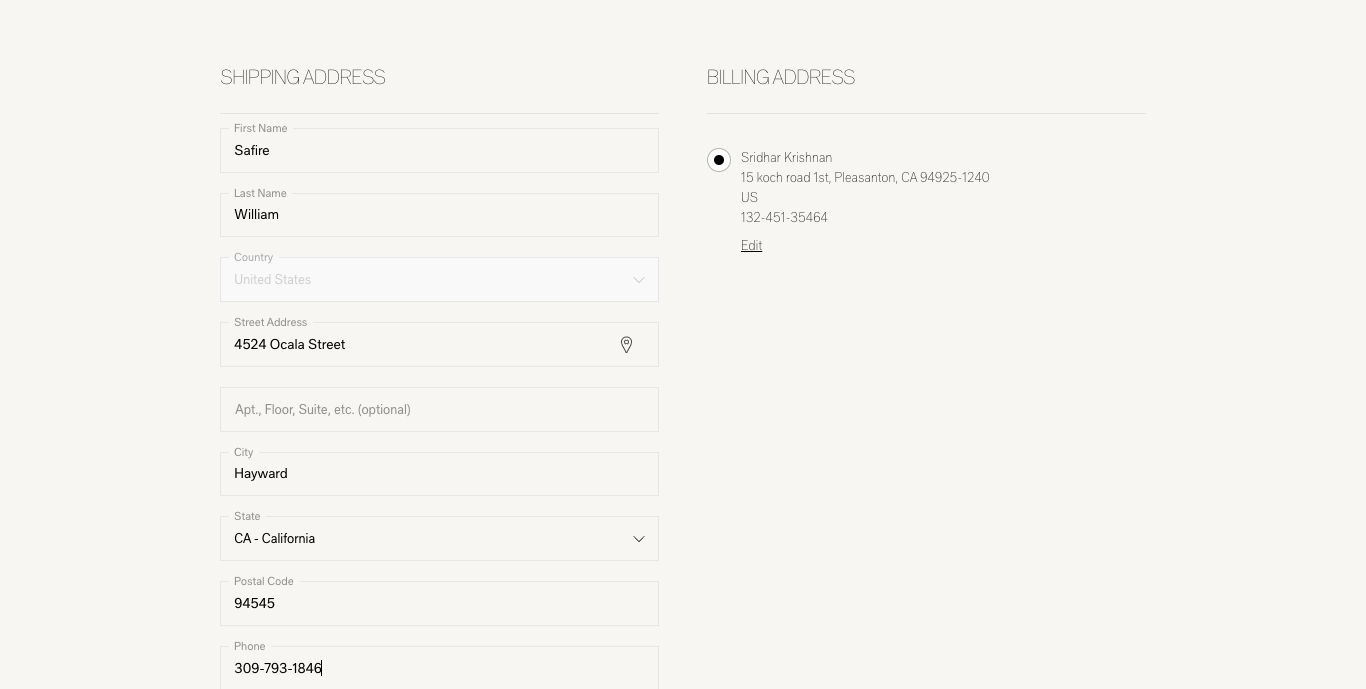 SHIPPING ADDRESS
First Name
Safire
Last Name
William
Country
United States
Street Address
4524 Ocala Street
Apt., Floor, Suite, etc. (optional)
City
Hayward
State
CA - California
Postal Code
94545
Phone
309-793-1846
BILLING ADDRESS
Sridhar Krishnan
15 koch road 1st, Pleasanton, CA 94925-1240
US
132-451-35464
Edit